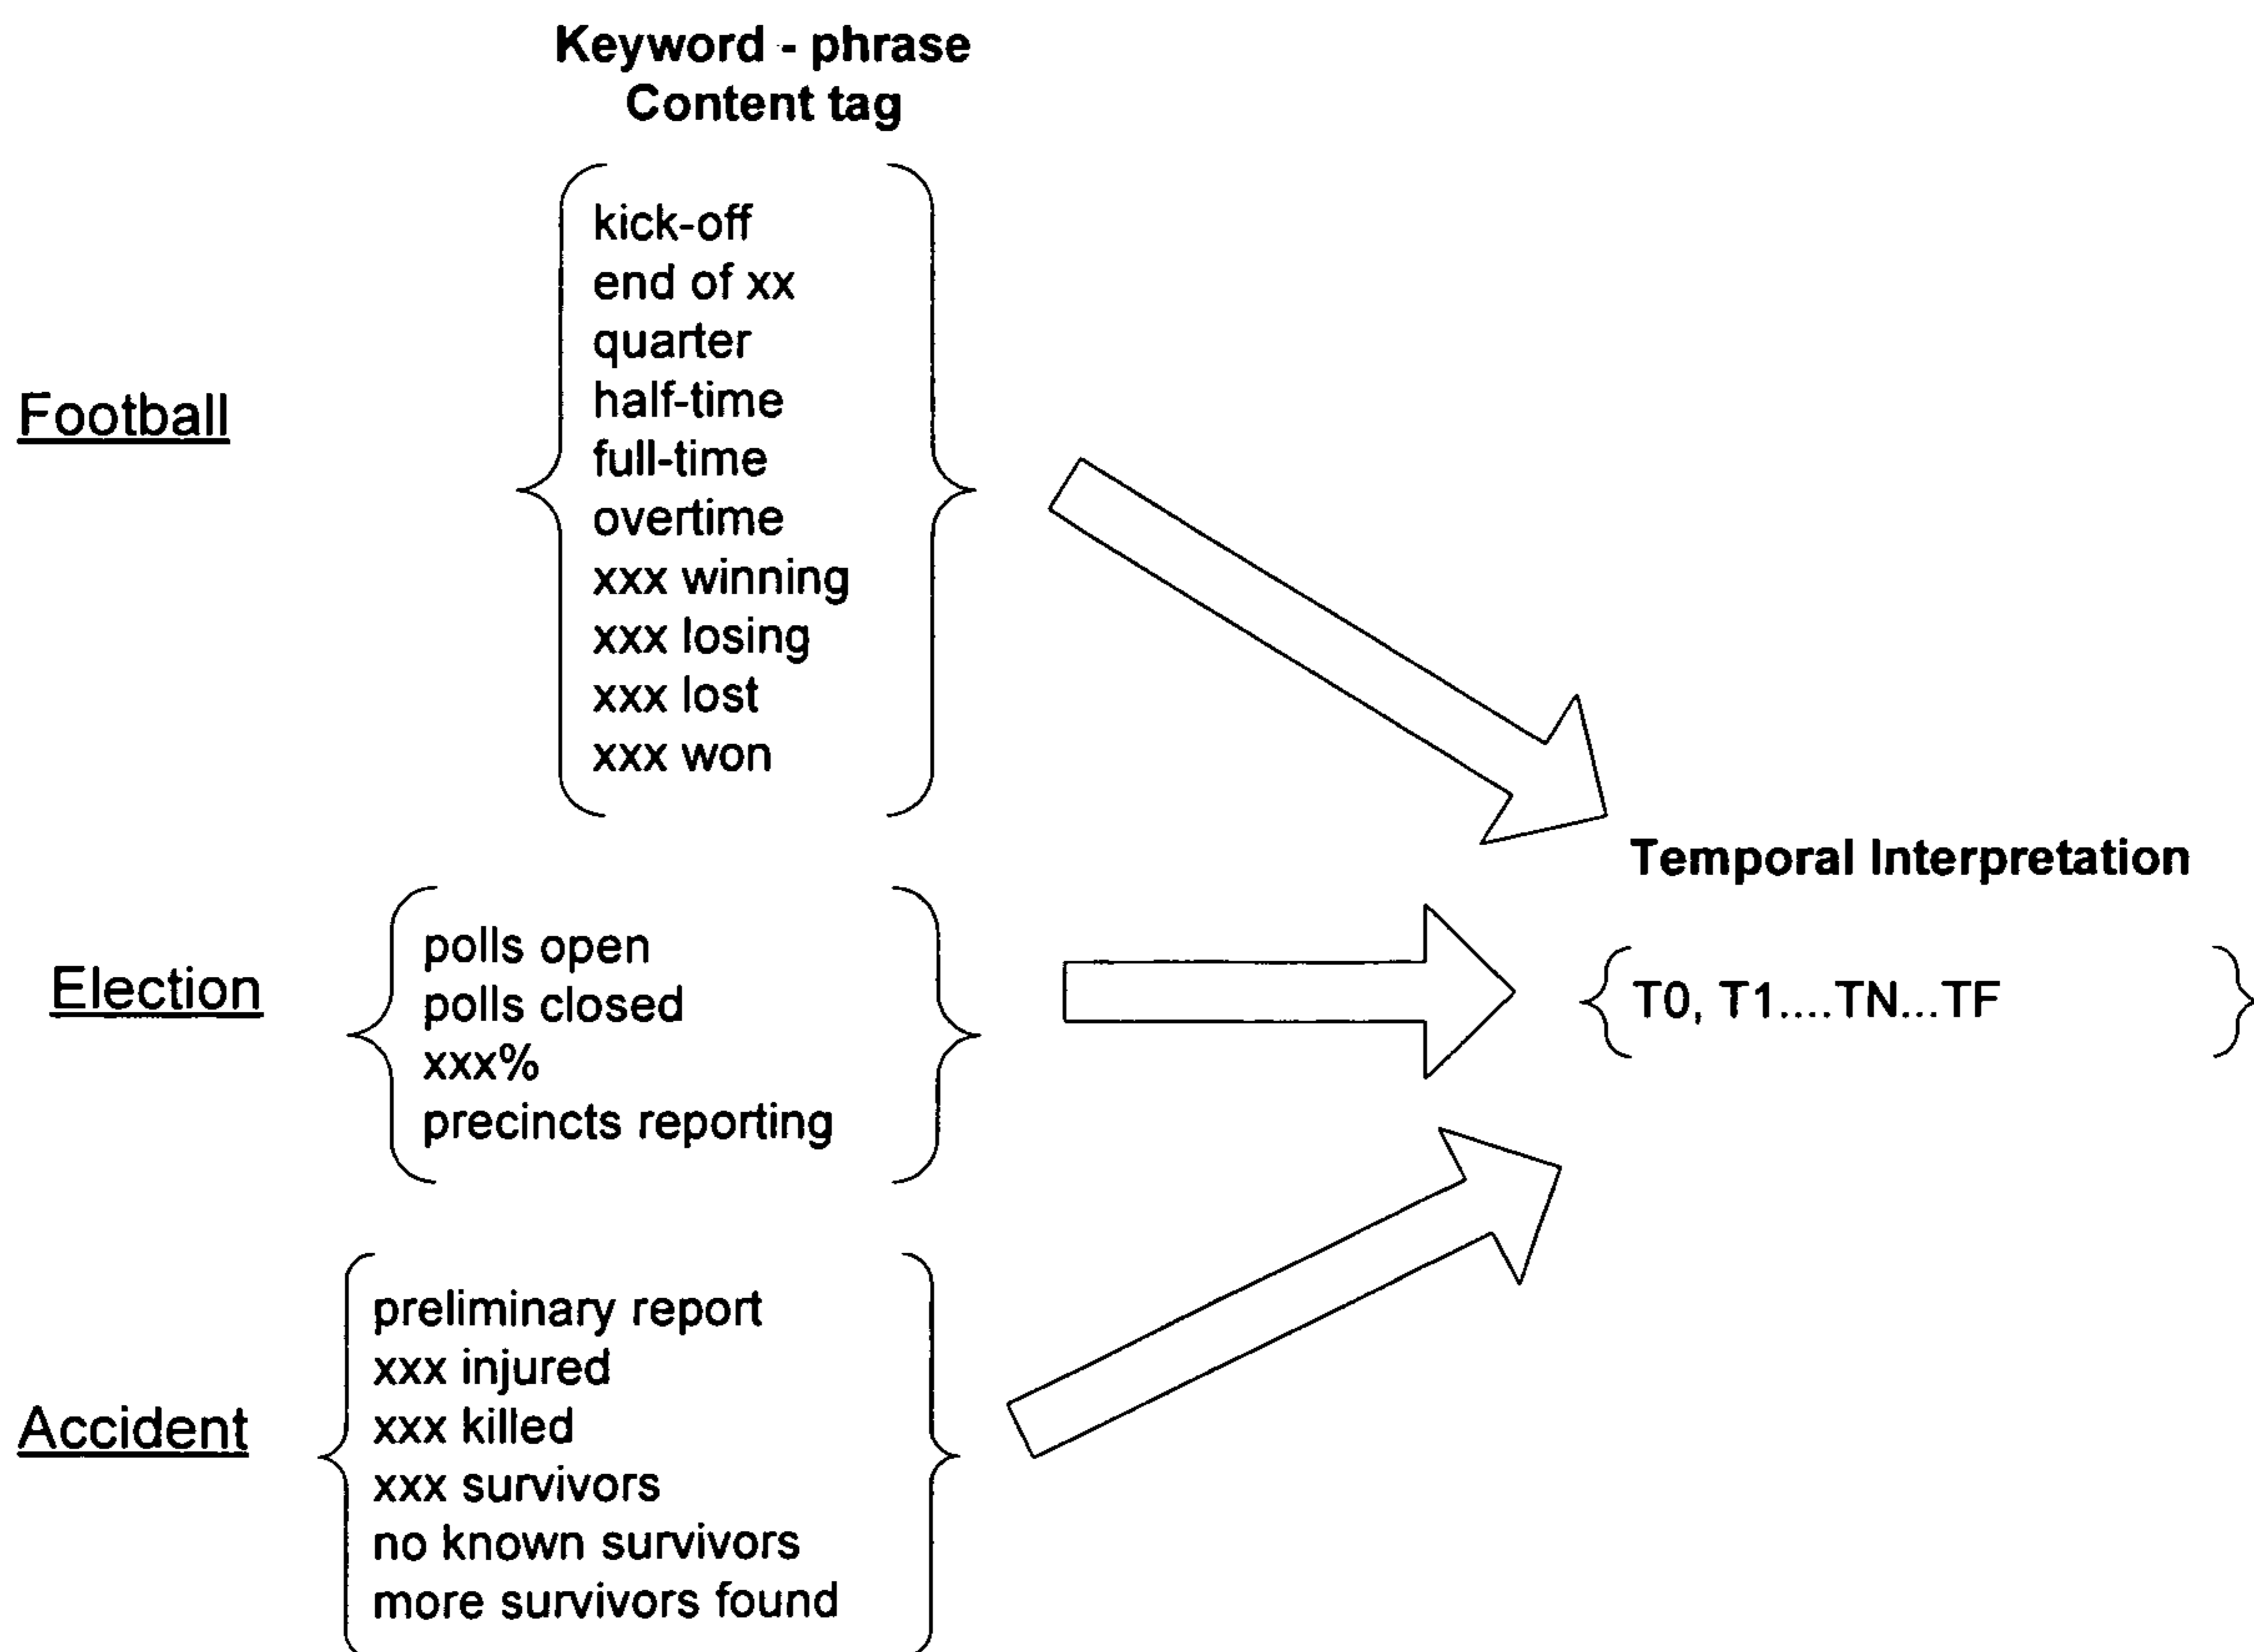 Keyword - phrase
Content tag
Football
kick-off
end of xx
quarter
half-time
full-time
overtime
xxx winning
xxx losing
xxx lost
xxx won
Temporal Interpretation
T0, T1....TN...TF
Election
polls open
polls closed
xxx%
precincts reporting
Accident
preliminary report
xxx injured
xxx killed
xxx survivors
no known survivors
more survivors found